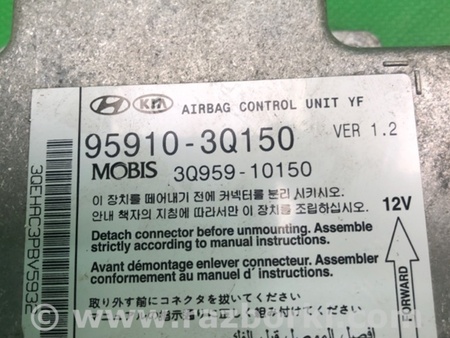 KIA AIRBAG CONTROL UNIT YF
95910-3Q150 VER 1.2
MOBIS 3Q959-10150
이 장치를 떼어내기 전에 커넥터를 분리 시키시오.
안내 책자의 지침에 따라서만 이 장치를 조립하십시오.
12V
Detach connector before unmounting. Assemble
strictly according to manual instructions.
Avant démontage enlever connecteur. Assembler
conformement au manuel d´ instructions.
取り外す前にコネクタを抜いてください。
FORWARD
3QEHAC3PBV5932
www.razborka.com